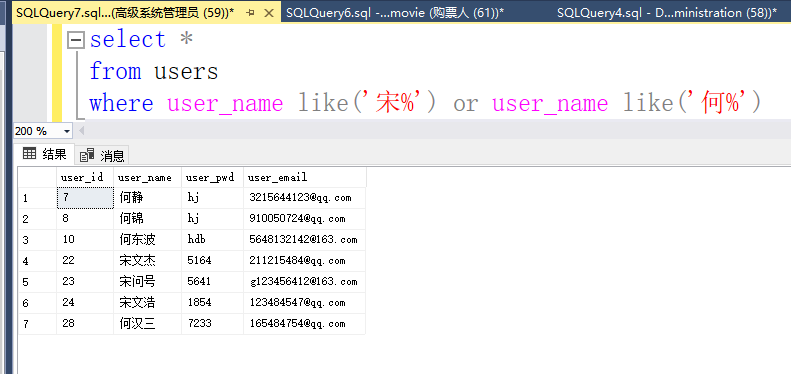 SQLQuery7.sql...(高级系统管理员 (59))* SQLQuery6.sql -...movie (购票人 (61))* SQLQuery4.sql - D...ministration (58))*
select *
from users
where user_name like('宋%') or user_name like('何%')
200 %
结果 消息
user_id user_name user_pwd user_email
1 7 何静 hj 3215644123@qq.com
2 8 何锦 hj 910050724@qq.com
3 10 何东波 hdb 5648132142@163.com
4 22 宋文杰 5164 211215484@qq.com
5 23 宋问号 5641 g123456412@163.com
6 24 宋文浩 1854 123484547@qq.com
7 28 何汉三 7233 165484754@qq.com